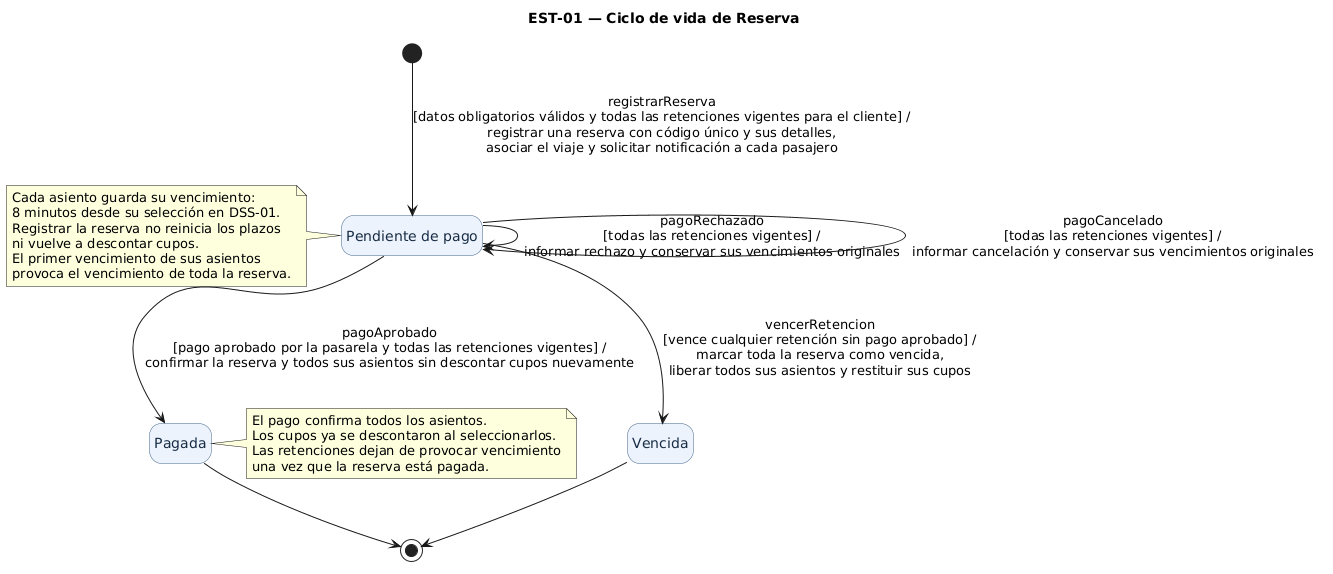 EST-01 — Ciclo de vida de Reserva
registrarReserva
[datos obligatorios válidos y todas las retenciones vigentes para el cliente] /
registrar una reserva con código único y sus detalles,
asociar el viaje y solicitar notificación a cada pasajero
Cada asiento guarda su vencimiento:
8 minutos desde su selección en DSS-01.
Registrar la reserva no reinicia los plazos
ni vuelve a descontar cupos.
El primer vencimiento de sus asientos
provoca el vencimiento de toda la reserva.
Pendiente de pago
pagoRechazado
[todas las retenciones vigentes] /
informar rechazo y conservar sus vencimientos originales
pagoCancelado
[todas las retenciones vigentes] /
informar cancelación y conservar sus vencimientos originales
pagoAprobado
[pago aprobado por la pasarela y todas las retenciones vigentes] /
confirmar la reserva y todos sus asientos sin descontar cupos nuevamente
vencerRetencion
[vence cualquier retención sin pago aprobado] /
marcar toda la reserva como vencida,
liberar todos sus asientos y restituir sus cupos
Pagada
El pago confirma todos los asientos.
Los cupos ya se descontaron al seleccionarlos.
Las retenciones dejan de provocar vencimiento
una vez que la reserva está pagada.
Vencida